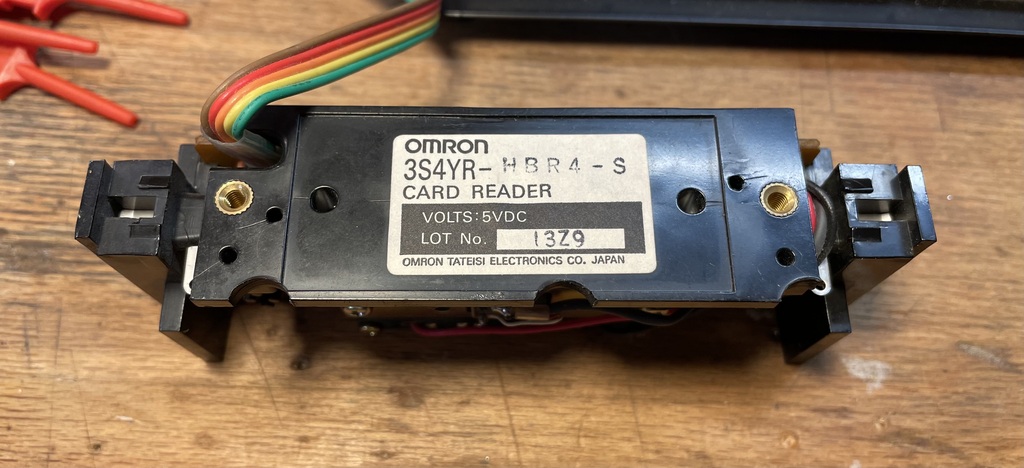 OMRON
3S4YR-HBR4-S
CARD READER
VOLTS: 5VDC
LOT No. 13Z9
OMRON TATEISI ELECTRONICS CO. JAPAN